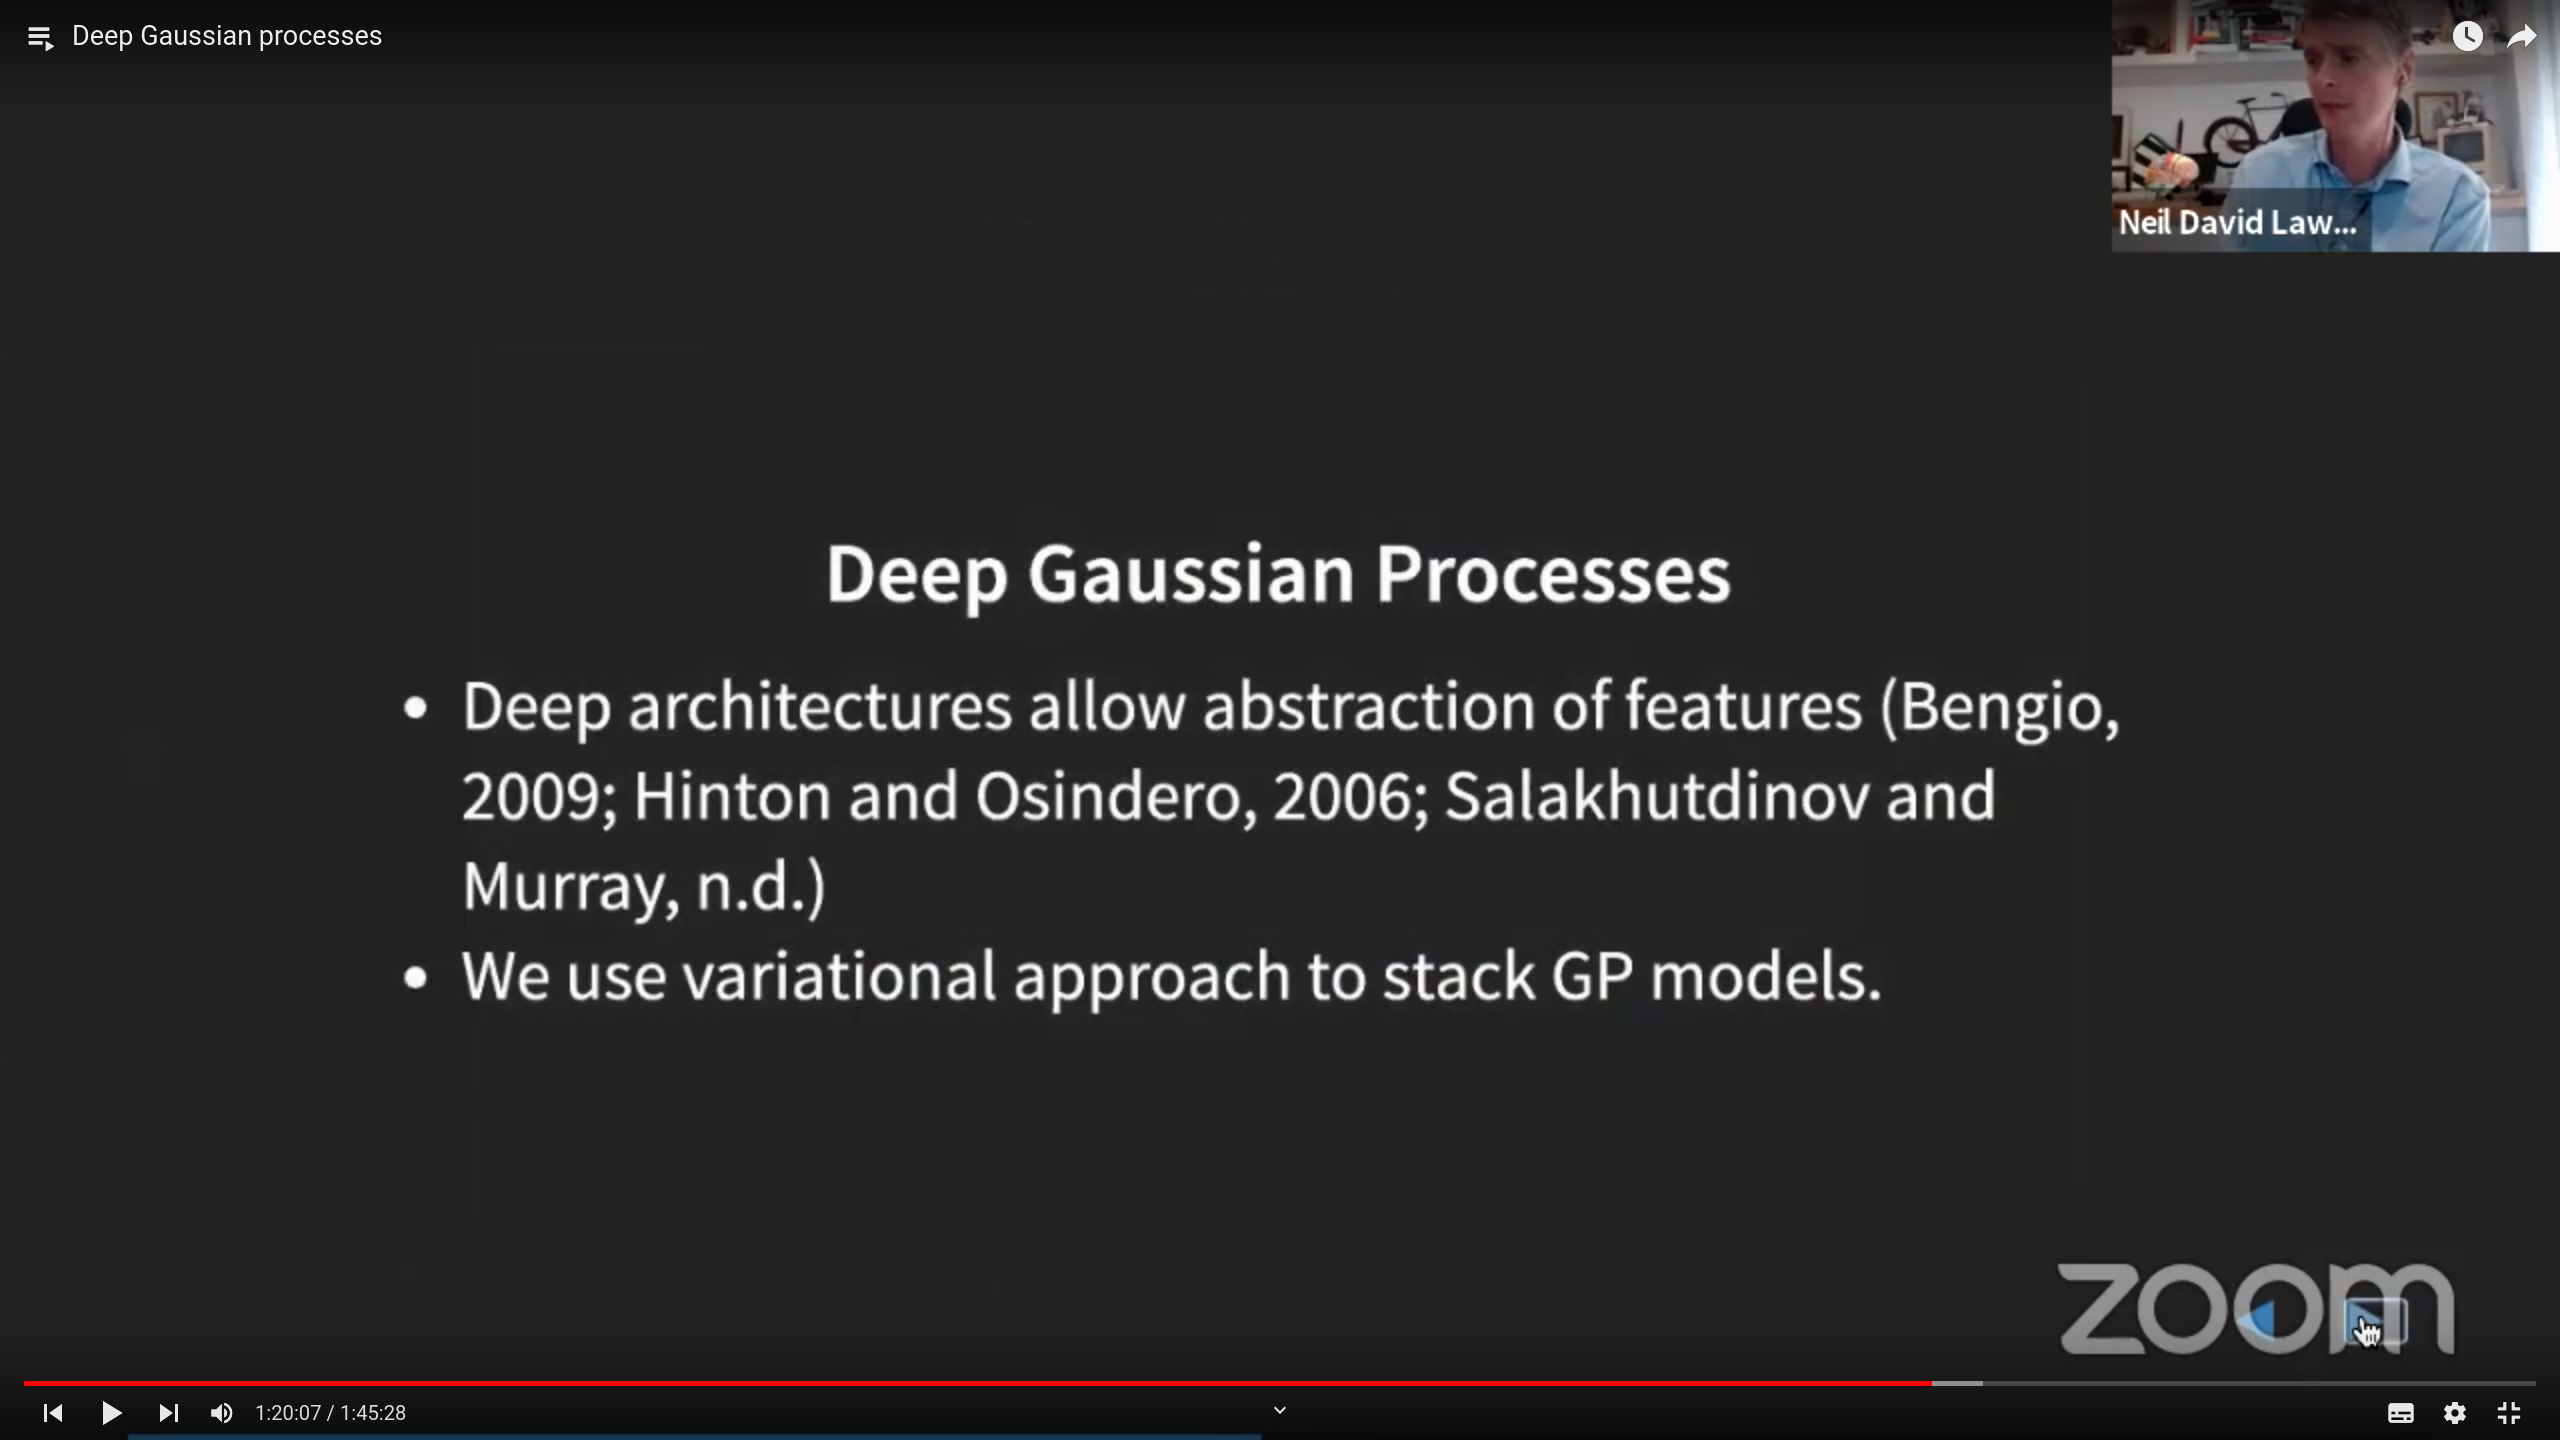 Deep Gaussian processes
Neil David Law...
Deep Gaussian Processes
• Deep architectures allow abstraction of features (Bengio,
2009; Hinton and Osindero, 2006; Salakhutdinov and
Murray, n.d.)
• We use variational approach to stack GP models.
zoom
1:20:07 / 1:45:28